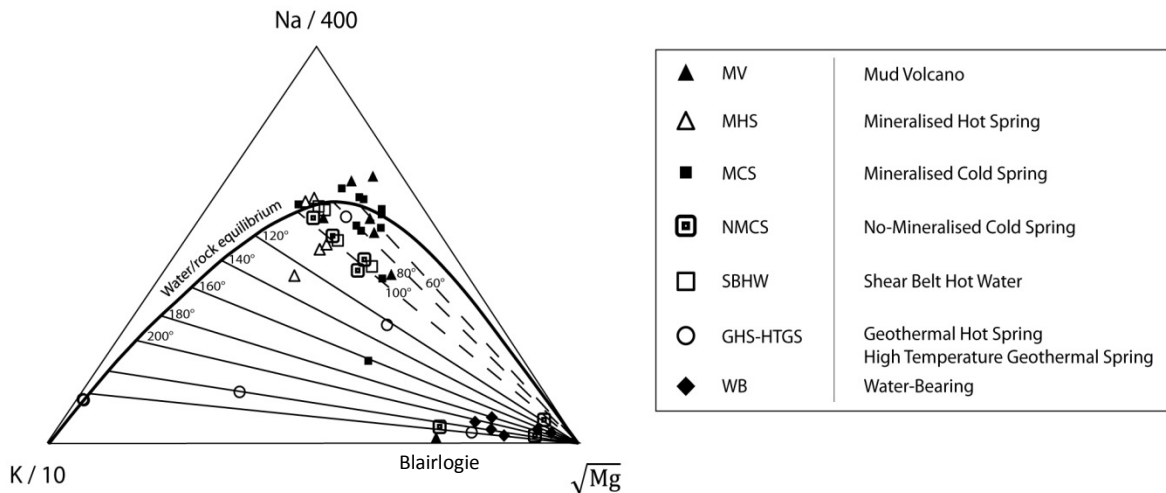 Na / 400
Water/rock equilibrium
120°
140°
160°
180°
200°
80°
60°
100°
K / 10
Blairlogie
√Mg
MV Mud Volcano
MHS Mineralised Hot Spring
MCS Mineralised Cold Spring
NMCS No-Mineralised Cold Spring
SBHW Shear Belt Hot Water
GHS-HTGS Geothermal Hot Spring
High Temperature Geothermal Spring
WB Water-Bearing